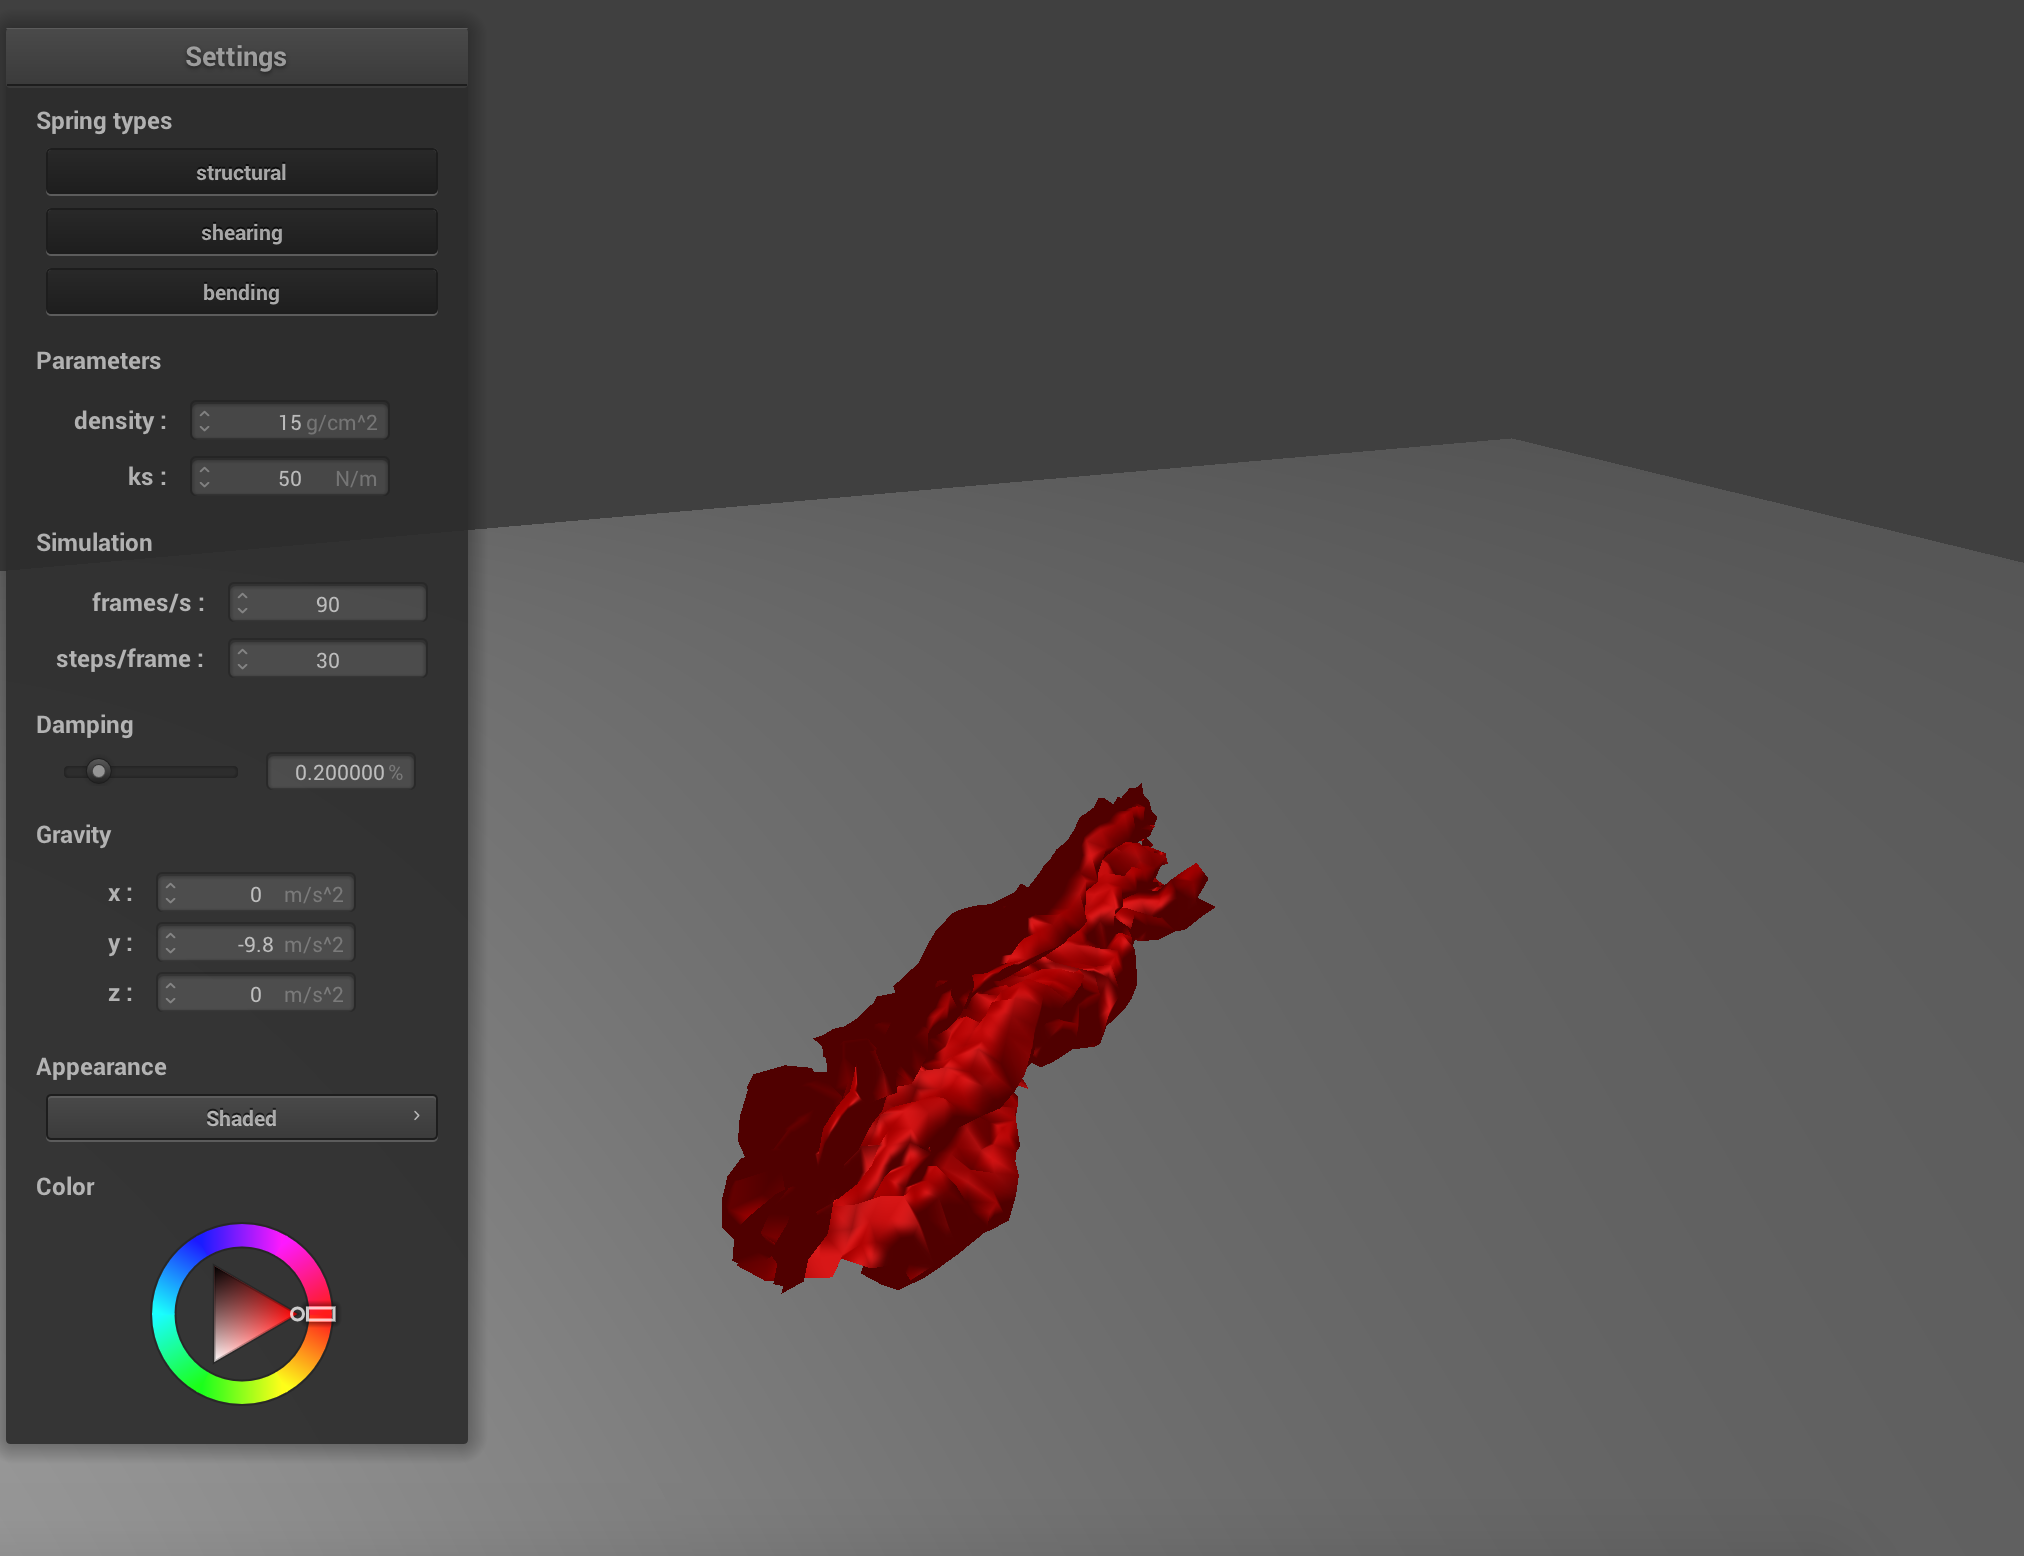 Settings
Spring types
structural
shearing
bending
Parameters
density : 15 g/cm^2
ks : 50 N/m
Simulation
frames/s : 90
steps/frame : 30
Damping
0.200000 %
Gravity
x : 0 m/s^2
y : -9.8 m/s^2
z : 0 m/s^2
Appearance
Shaded
Color